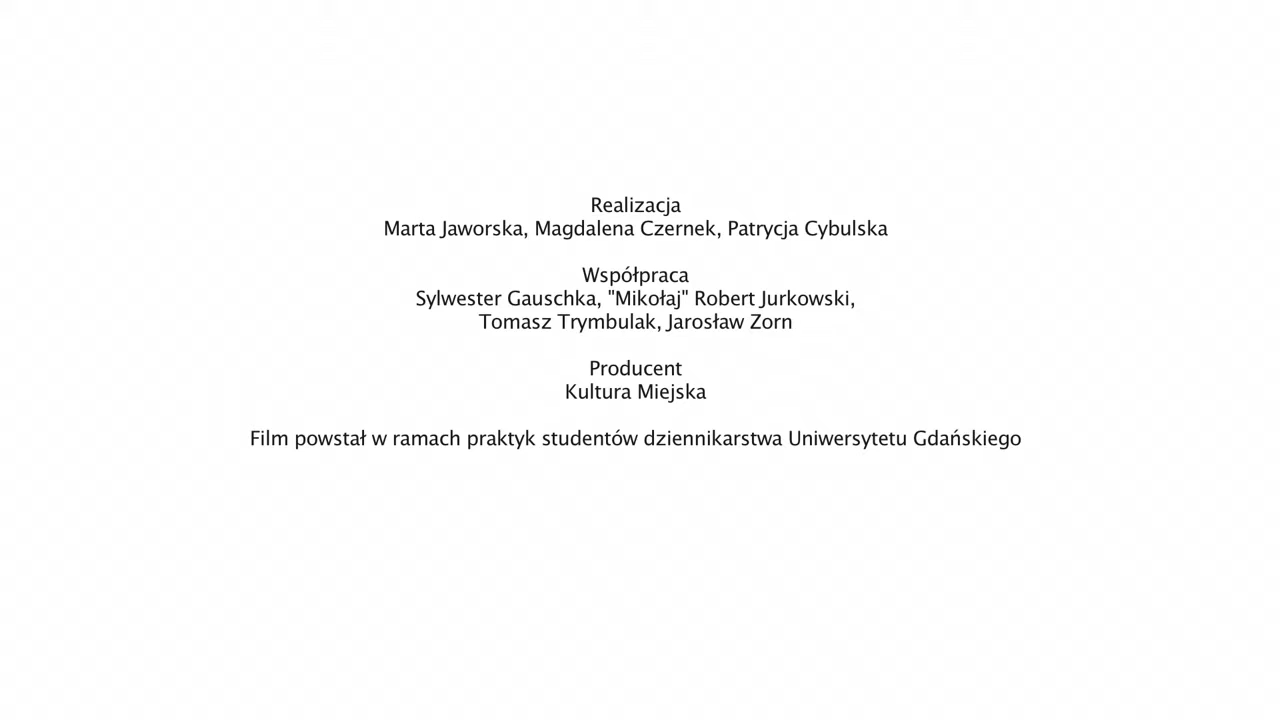 Realizacja
Marta Jaworska, Magdalena Czernek, Patrycja Cybulska
Współpraca
Sylwester Gauschka, "Mikołaj" Robert Jurkowski,
Tomasz Trymbulak, Jarosław Zorn
Producent
Kultura Miejska
Film powstał w ramach praktyk studentów dziennikarstwa Uniwersytetu Gdańskiego